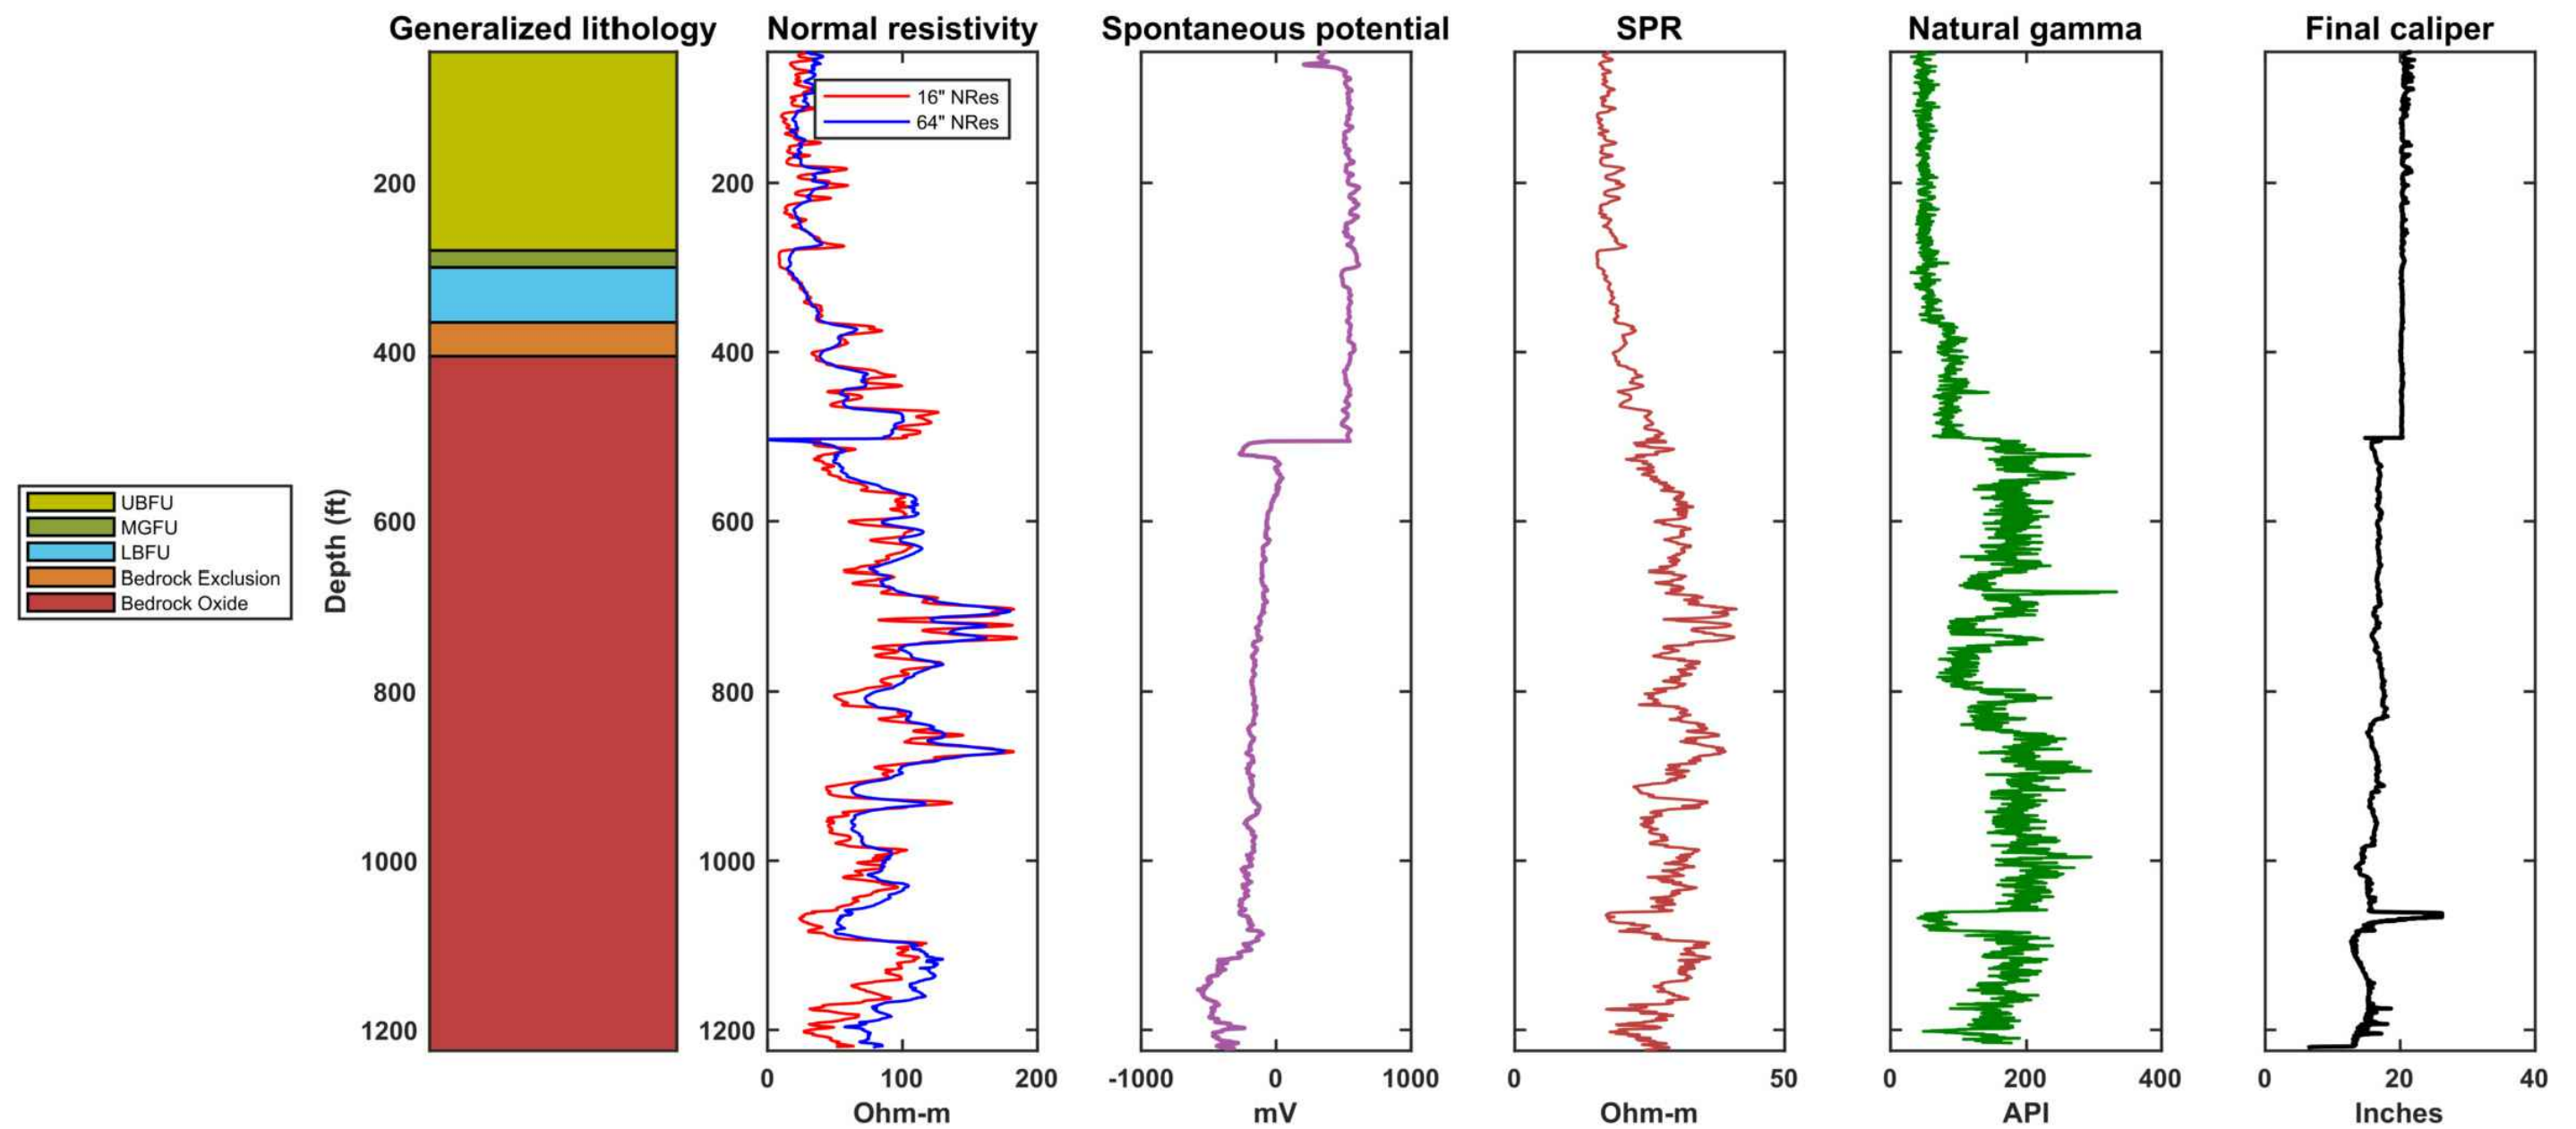 Generalized lithology
Normal resistivity
Spontaneous potential
SPR
Natural gamma
Final caliper
16" NRes
64" NRes
200
400
600
800
1000
1200
Depth (ft)
200
400
600
800
1000
1200
UBFU
MGFU
LBFU
Bedrock Exclusion
Bedrock Oxide
0 100 200
-1000 0 1000
0 50
0 200 400
0 20 40
Ohm-m
mV
Ohm-m
API
Inches